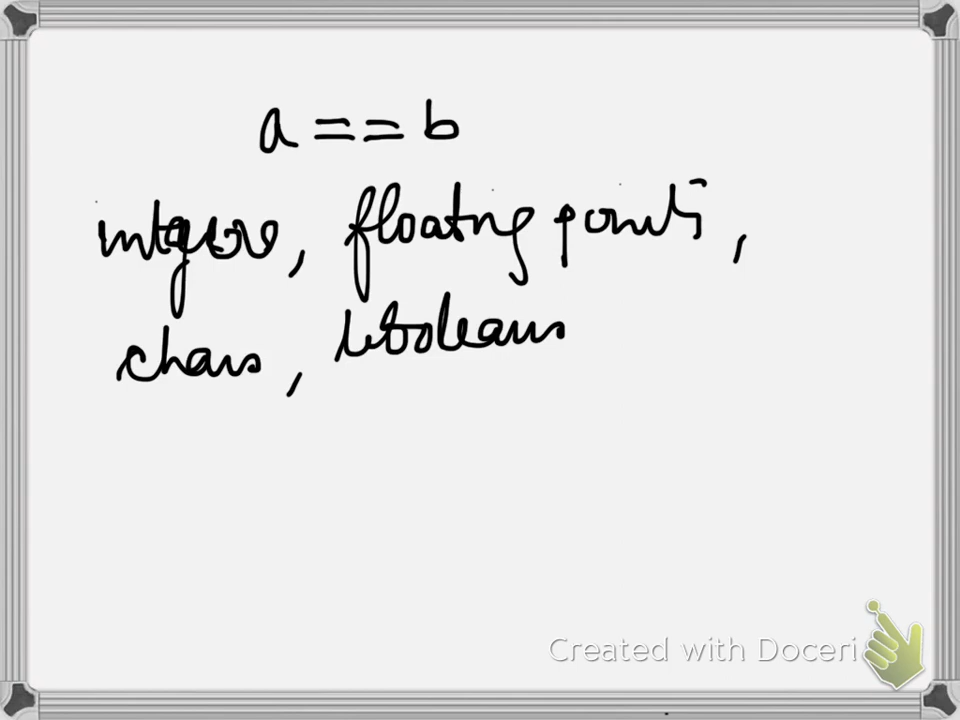 a == b
integers, floating points,
chars, booleans
Created with Doceri